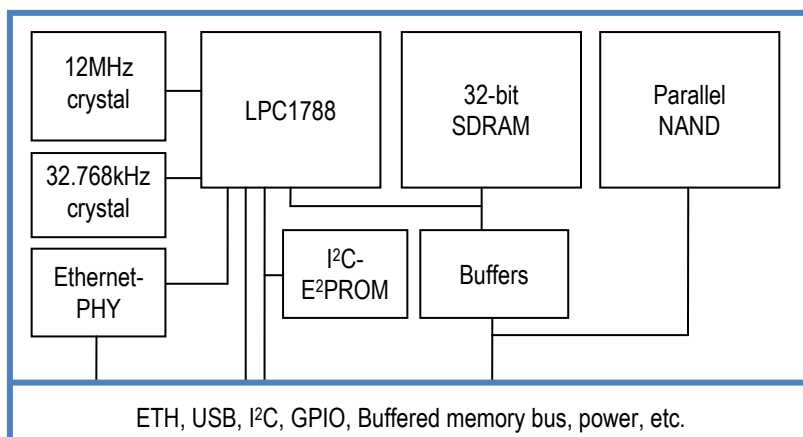 12MHz
crystal
LPC1788
32-bit
SDRAM
Parallel
NAND
32.768kHz
crystal
Ethernet-
PHY
I²C-
E²PROM
Buffers
ETH, USB, I²C, GPIO, Buffered memory bus, power, etc.